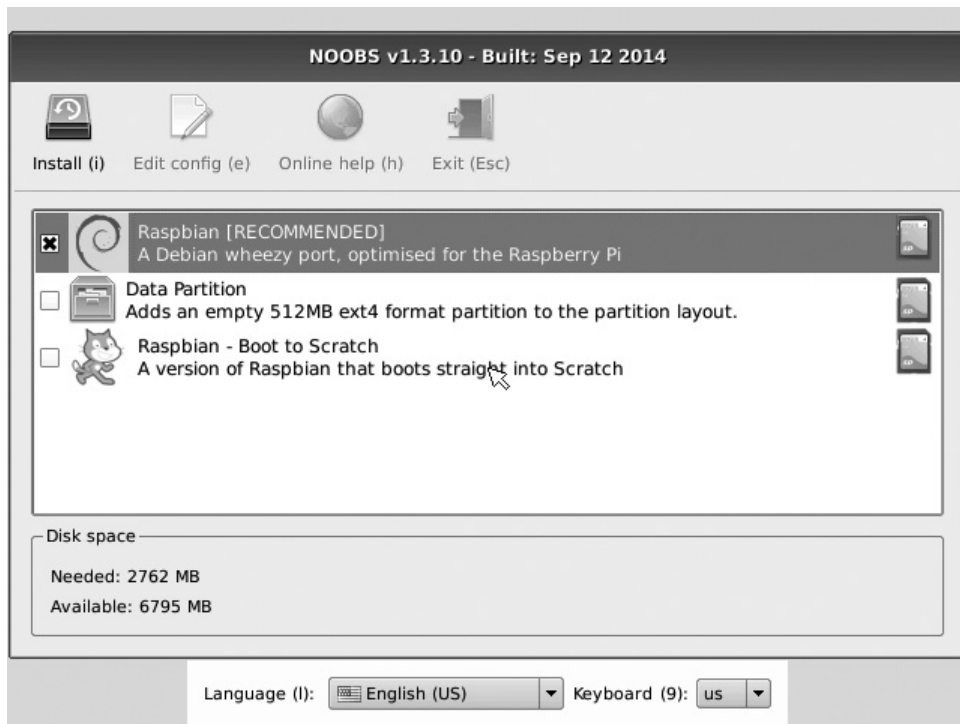 NOOBS v1.3.10 - Built: Sep 12 2014
Install (i) Edit config (e) Online help (h) Exit (Esc)
Raspbian [RECOMMENDED]
A Debian wheezy port, optimised for the Raspberry Pi
Data Partition
Adds an empty 512MB ext4 format partition to the partition layout.
Raspbian - Boot to Scratch
A version of Raspbian that boots straight into Scratch
Disk space
Needed: 2762 MB
Available: 6795 MB
Language (l): English (US) Keyboard (9): us